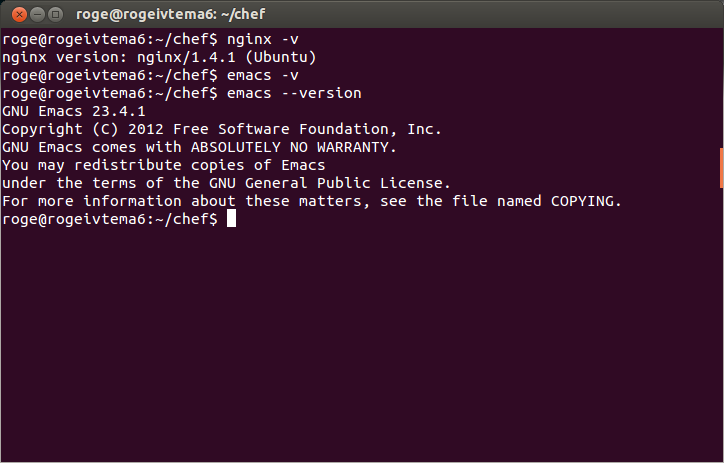 roge@rogeivtema6: ~/chef
roge@rogeivtema6:~/chef$ nginx -v
nginx version: nginx/1.4.1 (Ubuntu)
roge@rogeivtema6:~/chef$ emacs -v
roge@rogeivtema6:~/chef$ emacs --version
GNU Emacs 23.4.1
Copyright (C) 2012 Free Software Foundation, Inc.
GNU Emacs comes with ABSOLUTELY NO WARRANTY.
You may redistribute copies of Emacs
under the terms of the GNU General Public License.
For more information about these matters, see the file named COPYING.
roge@rogeivtema6:~/chef$